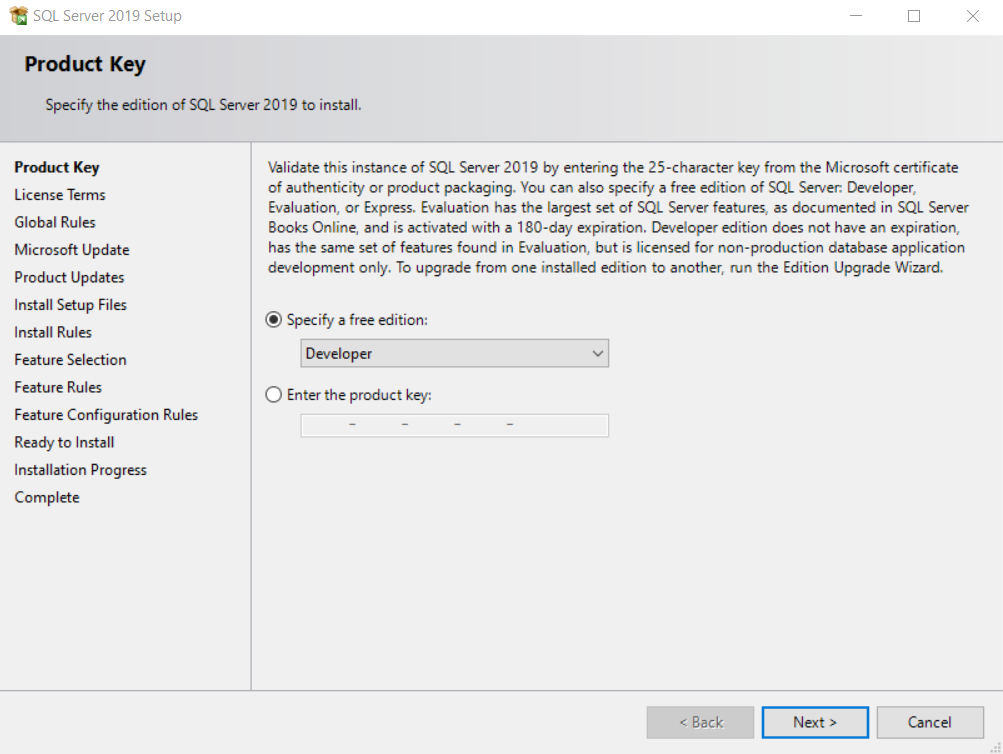 SQL Server 2019 Setup
Product Key
Specify the edition of SQL Server 2019 to install.
Product Key
License Terms
Global Rules
Microsoft Update
Product Updates
Install Setup Files
Install Rules
Feature Selection
Feature Rules
Feature Configuration Rules
Ready to Install
Installation Progress
Complete
Validate this instance of SQL Server 2019 by entering the 25-character key from the Microsoft certificate
of authenticity or product packaging. You can also specify a free edition of SQL Server: Developer,
Evaluation, or Express. Evaluation has the largest set of SQL Server features, as documented in SQL Server
Books Online, and is activated with a 180-day expiration. Developer edition does not have an expiration,
has the same set of features found in Evaluation, but is licensed for non-production database application
development only. To upgrade from one installed edition to another, run the Edition Upgrade Wizard.
Specify a free edition:
Developer
Enter the product key:
- - - -
< Back Next > Cancel